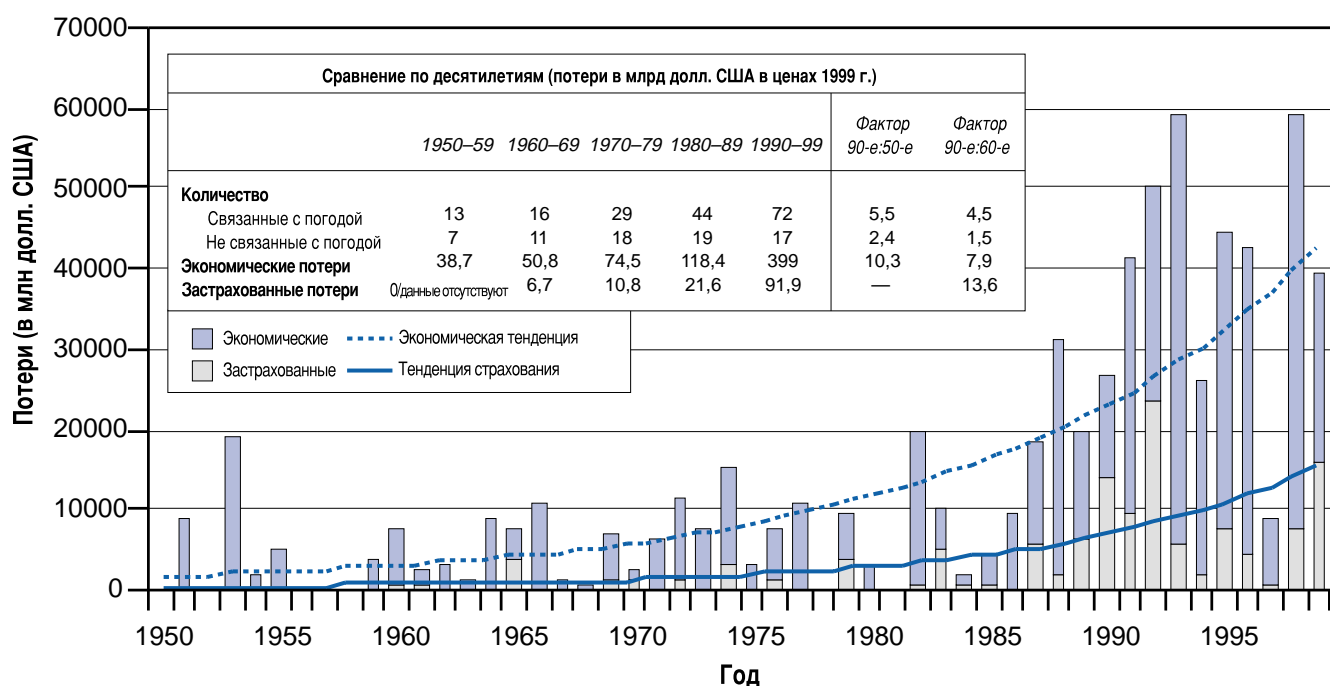 70000
60000
50000
40000
30000
20000
10000
0
Потери (в млн долл. США)
Сравнение по десятилетиям (потери в млрд долл. США в ценах 1999 г.)
Фактор Фактор
1950–59 1960–69 1970–79 1980–89 1990–99 90-е:50-е 90-е:60-е
Количество
Связанные с погодой 13 16 29 44 72 5,5 4,5
Не связанные с погодой 7 11 18 19 17 2,4 1,5
Экономические потери 38,7 50,8 74,5 118,4 399 10,3 7,9
Застрахованные потери 0/данные отсутствуют 6,7 10,8 21,6 91,9 — 13,6
Экономические Экономическая тенденция
Застрахованные Тенденция страхования
1950 1955 1960 1965 1970 1975 1980 1985 1990 1995
Год